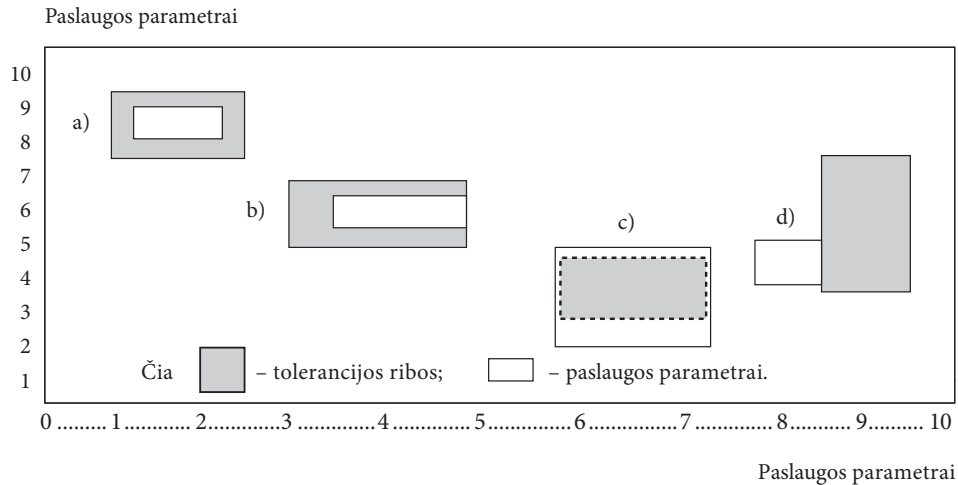 Paslaugos parametrai
10
9
a)
8
7
b)
6
c)
d)
5
4
3
2
Čia – tolerancijos ribos; – paslaugos parametrai.
1
0 ......... 1 ......... 2 ......... 3 ......... 4 ......... 5 ......... 6 ......... 7 ......... 8 ......... 9 ......... 10
Paslaugos parametrai